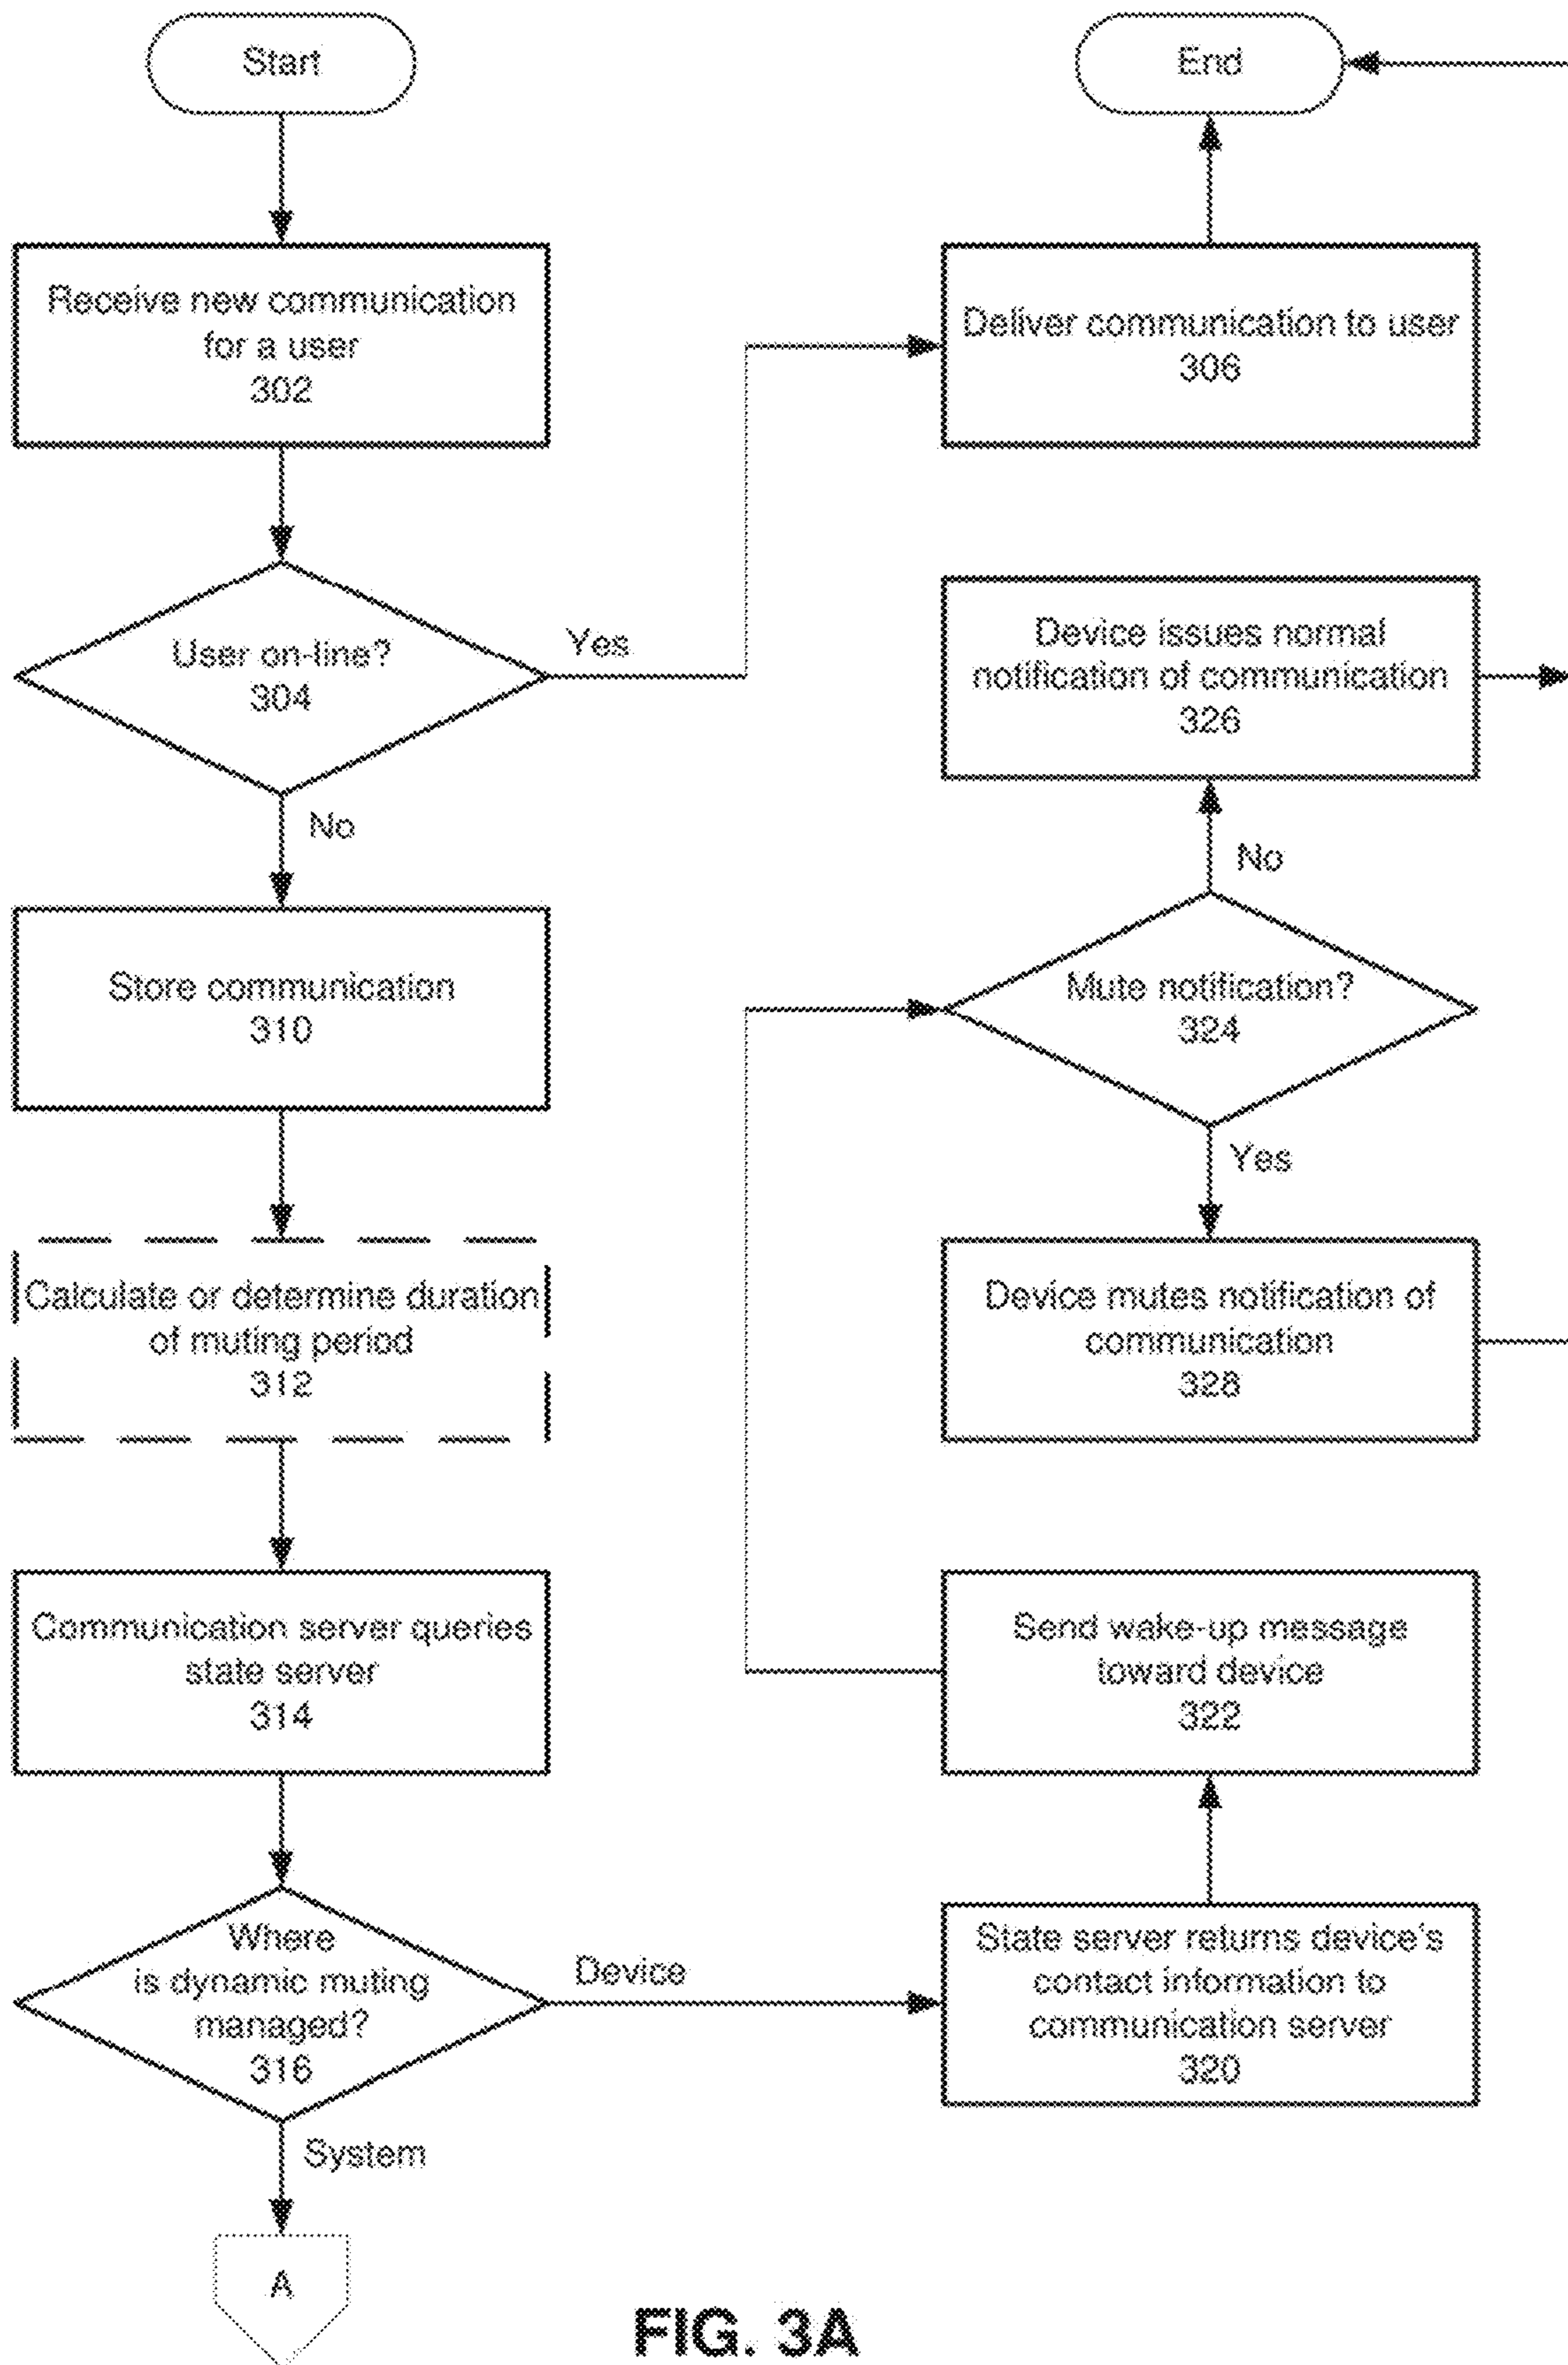 Start
Receive new communication
for a user
302
User on-line?
304
Yes
No
Store communication
310
Calculate or determine duration
of muting period
312
Communication server queries
state server
314
Where
is dynamic muting
managed?
316
Device
System
A
End
Deliver communication to user
306
Device issues normal
notification of communication
326
No
Mute notification?
324
Yes
Device mutes notification of
communication
328
Send wake-up message
toward device
322
State server returns device's
contact information to
communication server
320
FIG. 3A